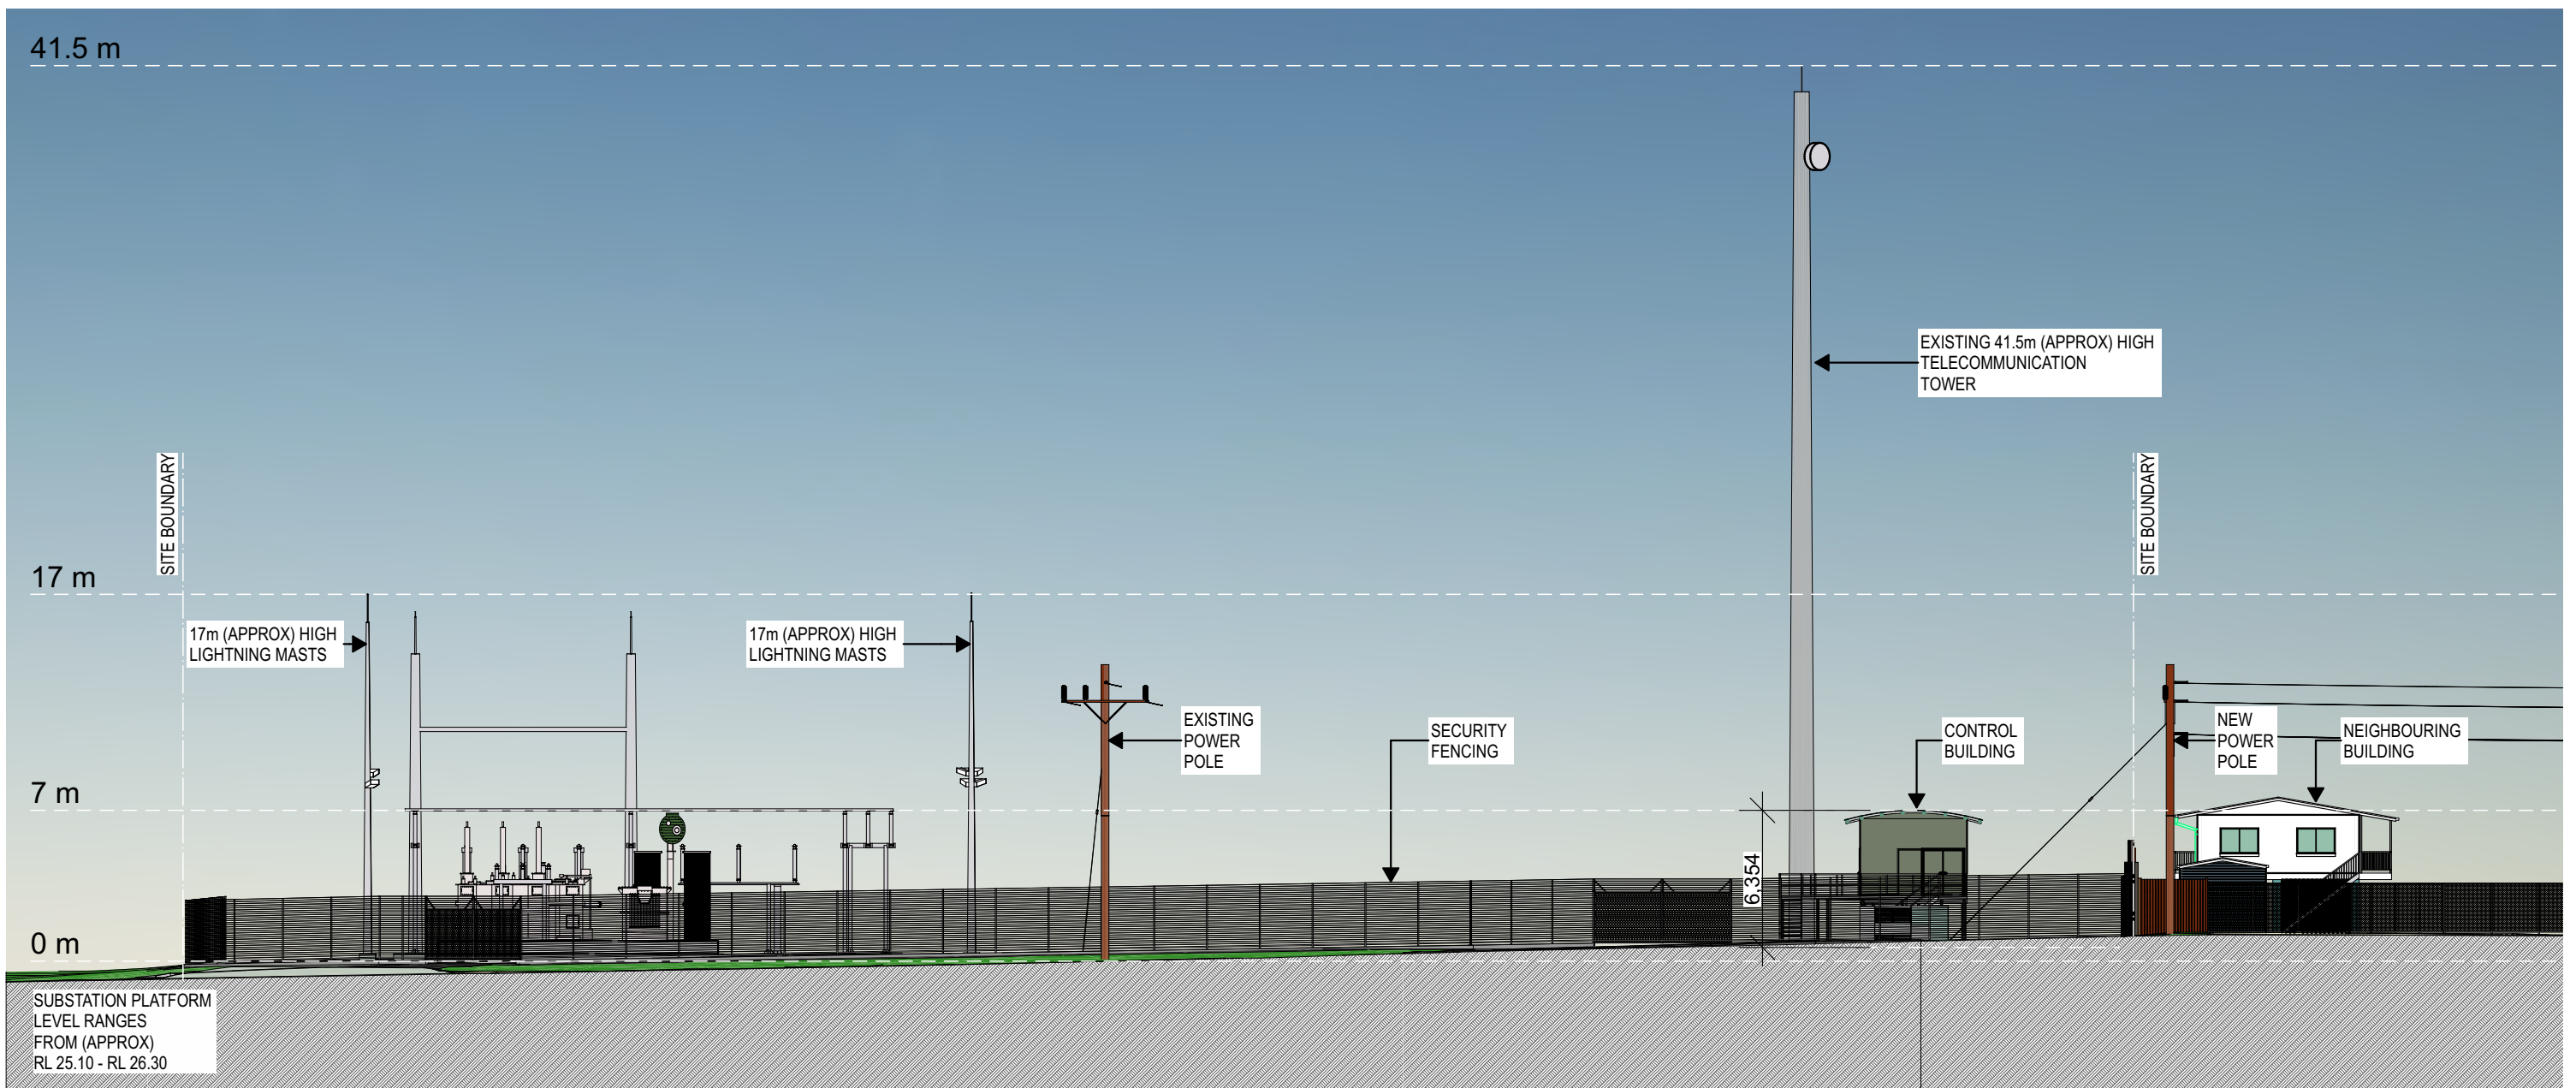 41.5 m
EXISTING 41.5m (APPROX) HIGH
TELECOMMUNICATION
TOWER
SITE BOUNDARY
SITE BOUNDARY
17 m
17m (APPROX) HIGH
LIGHTNING MASTS
17m (APPROX) HIGH
LIGHTNING MASTS
EXISTING
POWER
POLE
SECURITY
FENCING
CONTROL
BUILDING
NEW
POWER
POLE
NEIGHBOURING
BUILDING
7 m
6,354
0 m
SUBSTATION PLATFORM
LEVEL RANGES
FROM (APPROX)
RL 25.10 - RL 26.30